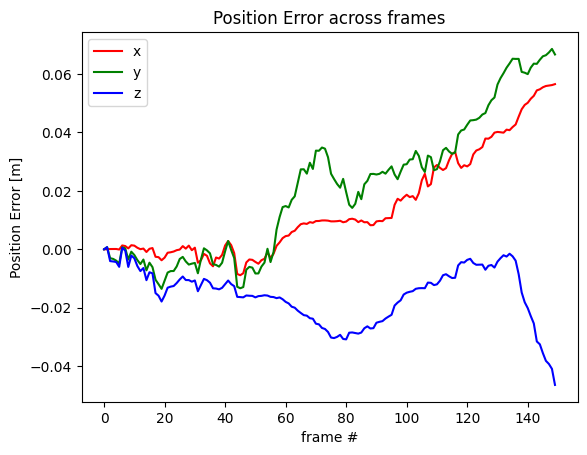 Position Error across frames
x
y
z
Position Error [m]
0.06
0.04
0.02
0.00
−0.02
−0.04
0 20 40 60 80 100 120 140
frame #